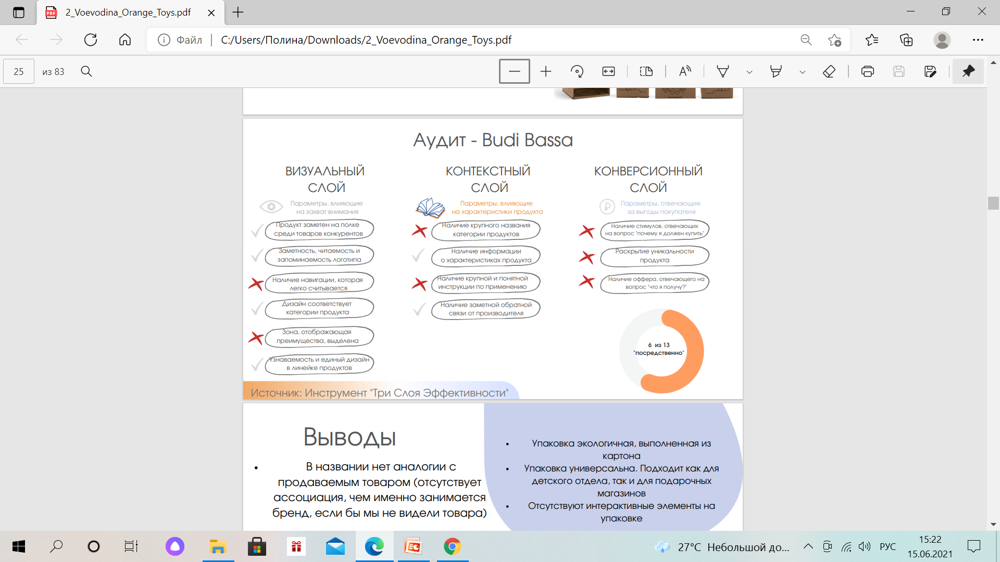 2_Voevodina_Orange_Toys.pdf
Файл
C:/Users/Полина/Downloads/2_Voevodina_Orange_Toys.pdf
25
из 83
Аудит - Budi Bassa
ВИЗУАЛЬНЫЙ
СЛОЙ
Параметры, влияющие
на захват внимания
Продукт заметен на полке
среди товаров конкурентов
Заметность, читаемость и
запоминаемость логотипа
Наличие навигации, которая
легко считывается
Дизайн соответствует
категории продукта
Зона, отображающая
преимущества, выделена
Узнаваемость и единый дизайн
в линейке продуктов
КОНТЕКСТНЫЙ
СЛОЙ
Параметры, влияющие
на характеристики продукта
Наличие крупного названия
категории продуктов
Наличие информации
о характеристиках продукта
Наличие крупной и понятной
инструкции по применению
Наличие заметной обратной
связи от производителя
КОНВЕРСИОННЫЙ
СЛОЙ
₽
Параметры, отвечающие
за выгоды покупателя
Наличие стимулов, отвечающих
на вопрос "почему я должен купить"
Раскрытие уникальности
продукта
Наличие оффера, отвечающего на
вопрос "что я получу?"
6 из 13
"посредственно"
Источник: Инструмент "Три Слоя Эффективности"
Выводы
• В названии нет аналогии с
продаваемым товаром (отсутствует
ассоциация, чем именно занимается
бренд, если бы мы не видели товара)
• Упаковка экологичная, выполненная из
картона
• Упаковка универсальна. Подходит как для
детского отдела, так и для подарочных
магазинов
• Отсутствуют интерактивные элементы на
упаковке
27°C Небольшой до...
РУС
15:22
15.06.2021